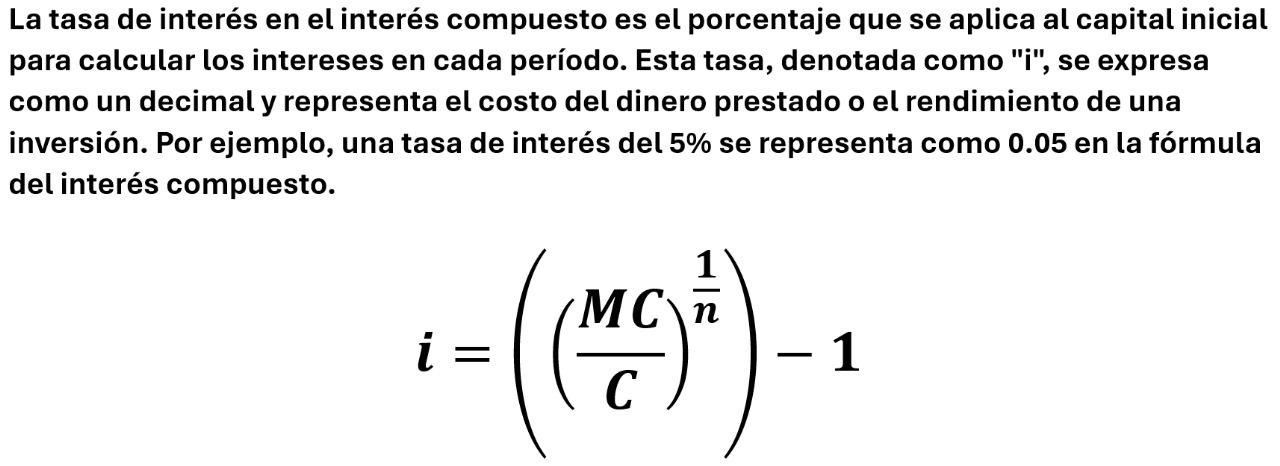 La tasa de interés en el interés compuesto es el porcentaje que se aplica al capital inicial
para calcular los intereses en cada período. Esta tasa, denotada como "i", se expresa
como un decimal y representa el costo del dinero prestado o el rendimiento de una
inversión. Por ejemplo, una tasa de interés del 5% se representa como 0.05 en la fórmula
del interés compuesto.
i = ((MC/C)^(1/n)) − 1